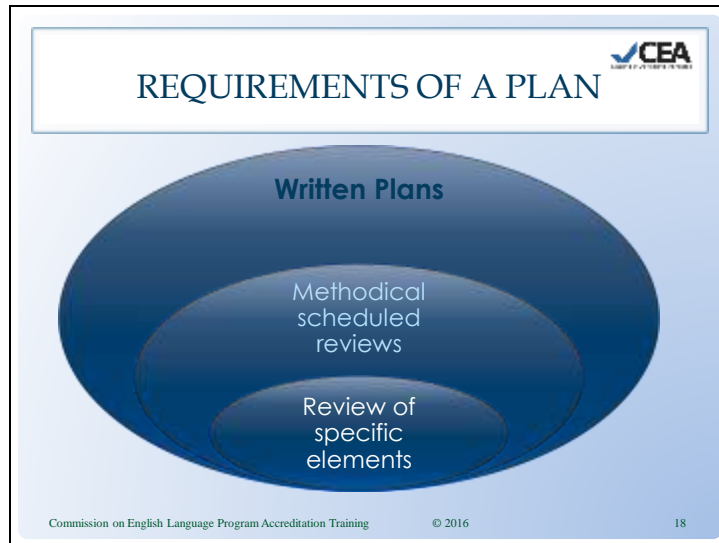 CEA
REQUIREMENTS OF A PLAN
Written Plans
Methodical
scheduled
reviews
Review of
specific
elements
Commission on English Language Program Accreditation Training © 2016 18